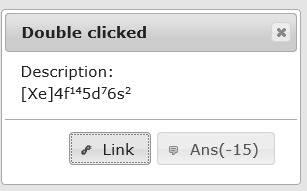 Double clicked
Description:
[Xe]4f¹⁴5d⁷6s²
Link
Ans(-15)